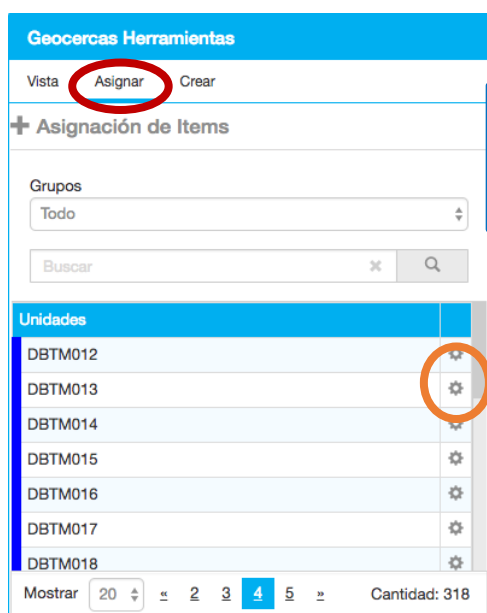 Geocercas Herramientas
Vista Asignar Crear
+ Asignación de Items
Grupos
Todo
Buscar
Unidades
DBTM012
DBTM013
DBTM014
DBTM015
DBTM016
DBTM017
DBTM018
Mostrar 20 « 2 3 4 5 » Cantidad: 318